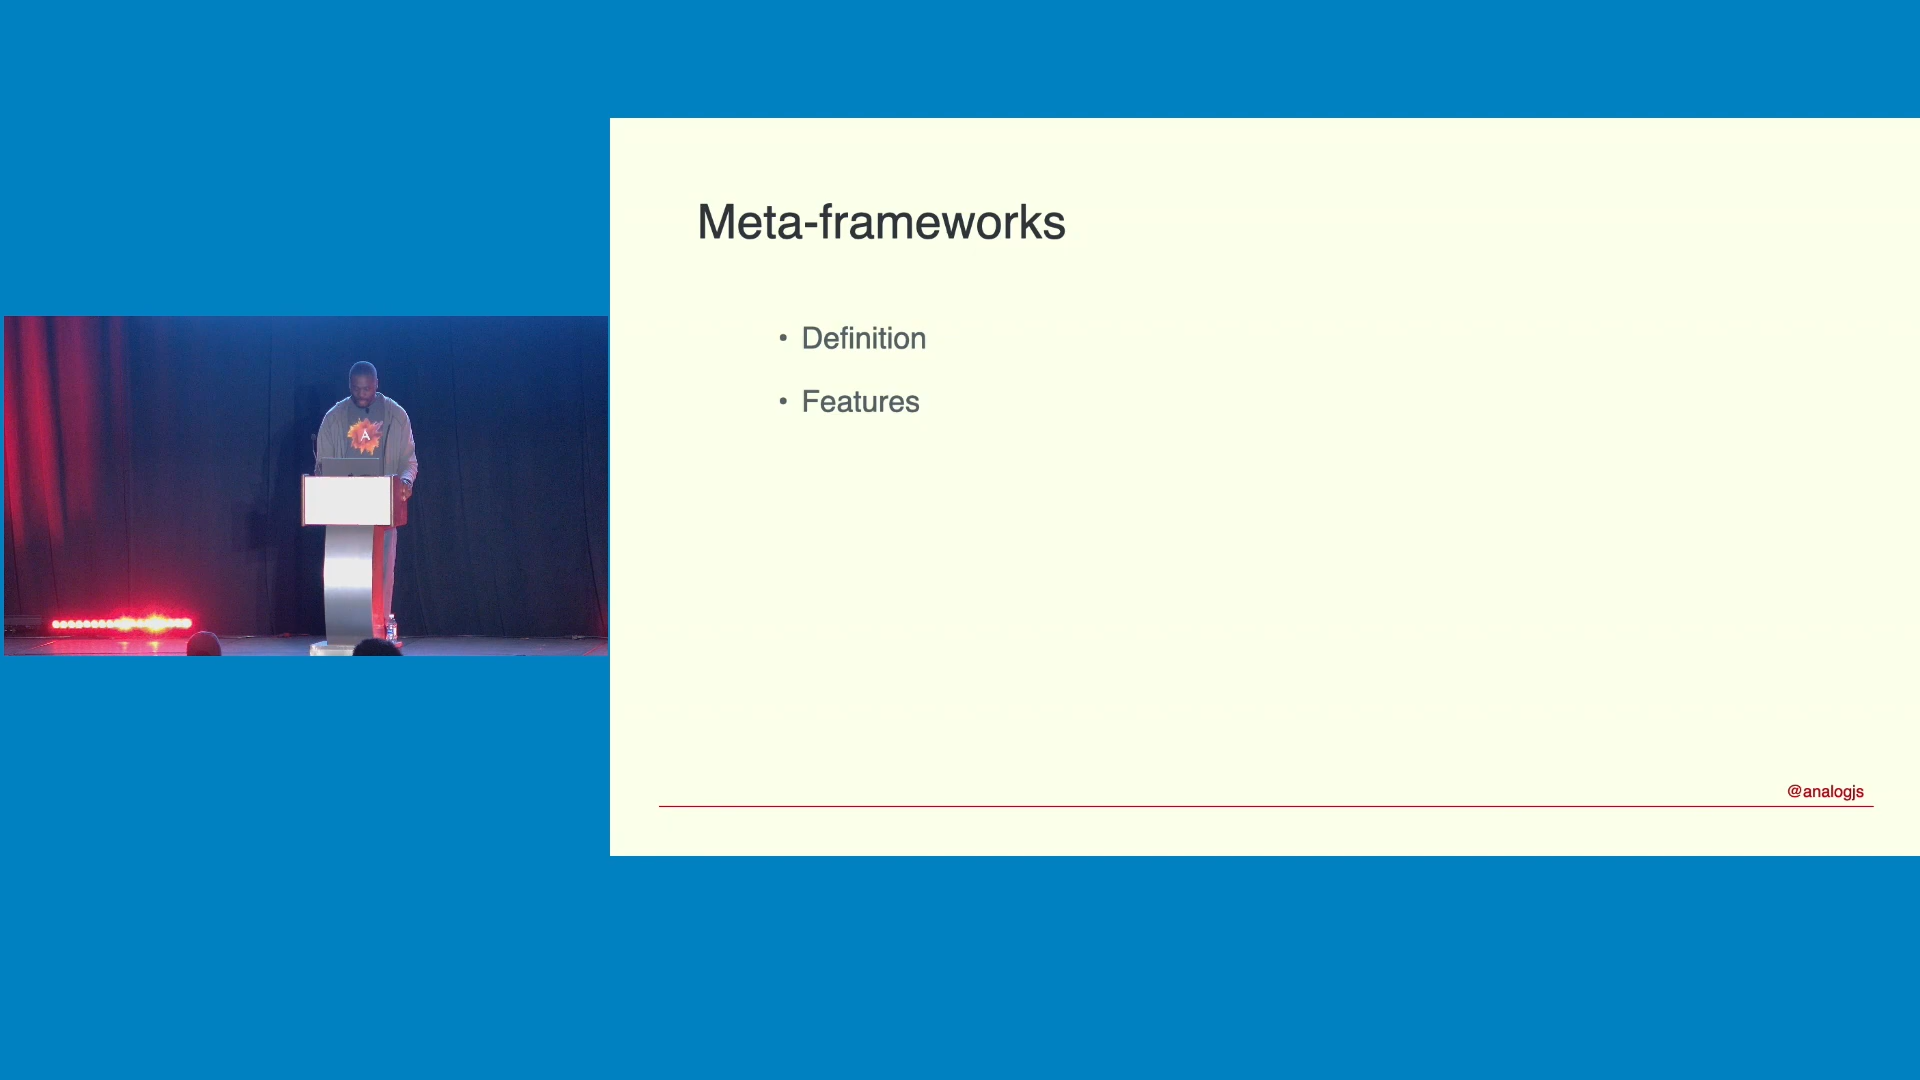 Meta-frameworks
• Definition
• Features
@analogjs
A